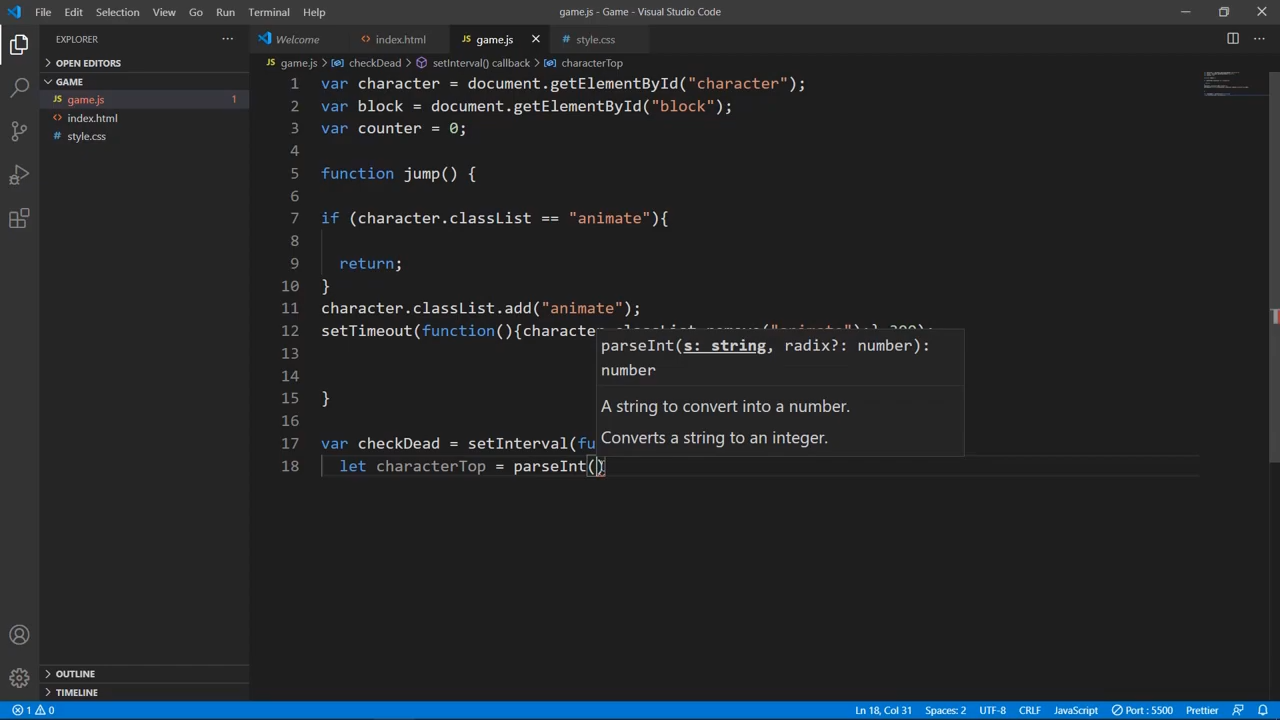 File Edit Selection View Go Run Terminal Help game.js - Game - Visual Studio Code
EXPLORER
OPEN EDITORS
GAME
game.js 1
index.html
style.css
OUTLINE
TIMELINE
Welcome index.html game.js style.css
game.js > checkDead > setInterval() callback > characterTop
1 var character = document.getElementById("character");
2 var block = document.getElementById("block");
3 var counter = 0;
4
5 function jump() {
6
7 if (character.classList == "animate"){
8
9 return;
10 }
11 character.classList.add("animate");
12 setTimeout(function(){character
13
14
15 }
16
17 var checkDead = setInterval(fu
18 let characterTop = parseInt()
parseInt(s: string, radix?: number):
number
A string to convert into a number.
Converts a string to an integer.
1 0 Ln 18, Col 31 Spaces: 2 UTF-8 CRLF JavaScript Port : 5500 Prettier